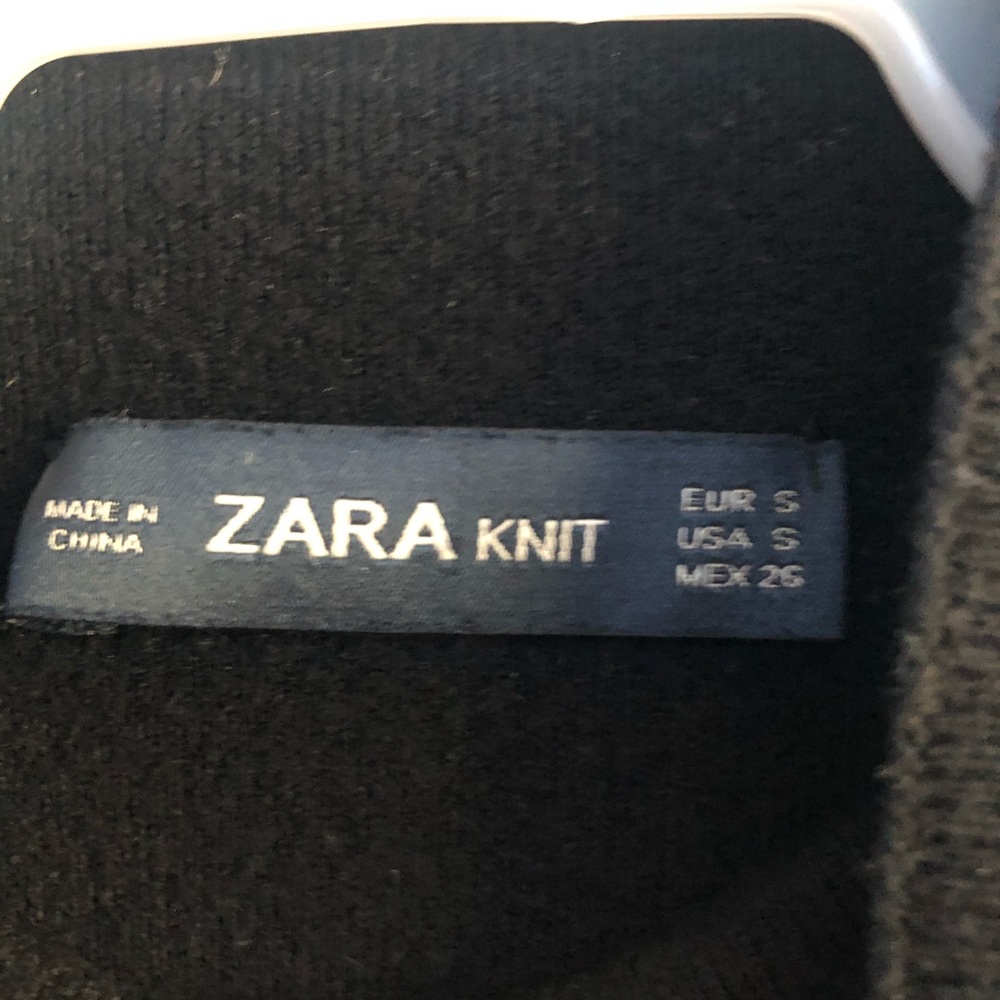 MADE IN
CHINA
ZARA KNIT
EUR S
USA S
MEX 26